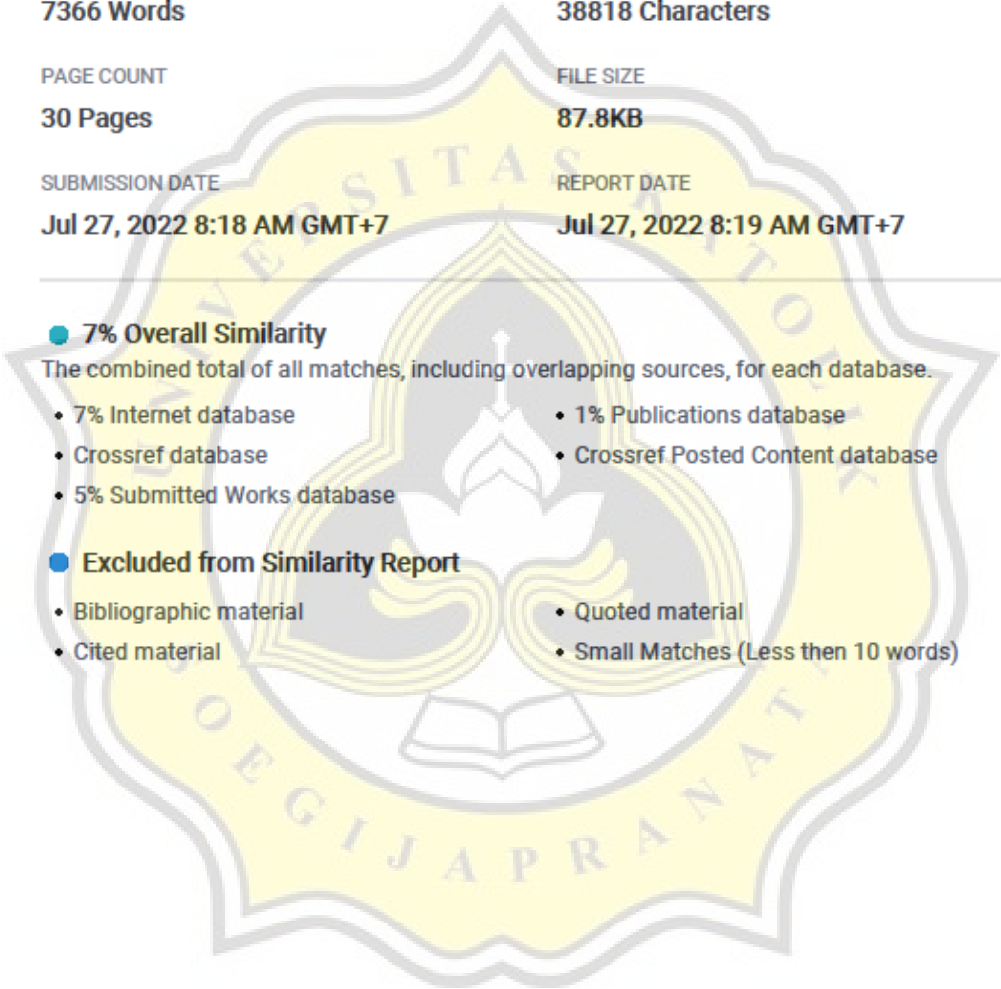 7366 Words
38818 Characters
PAGE COUNT
FILE SIZE
30 Pages
87.8KB
SUBMISSION DATE
REPORT DATE
Jul 27, 2022 8:18 AM GMT+7
Jul 27, 2022 8:19 AM GMT+7
7% Overall Similarity
The combined total of all matches, including overlapping sources, for each database.
• 7% Internet database
• 1% Publications database
• Crossref database
• Crossref Posted Content database
• 5% Submitted Works database
Excluded from Similarity Report
• Bibliographic material
• Quoted material
• Cited material
• Small Matches (Less then 10 words)
UNIVERSITAS KATOLIK
SOEGIJAPRANATA